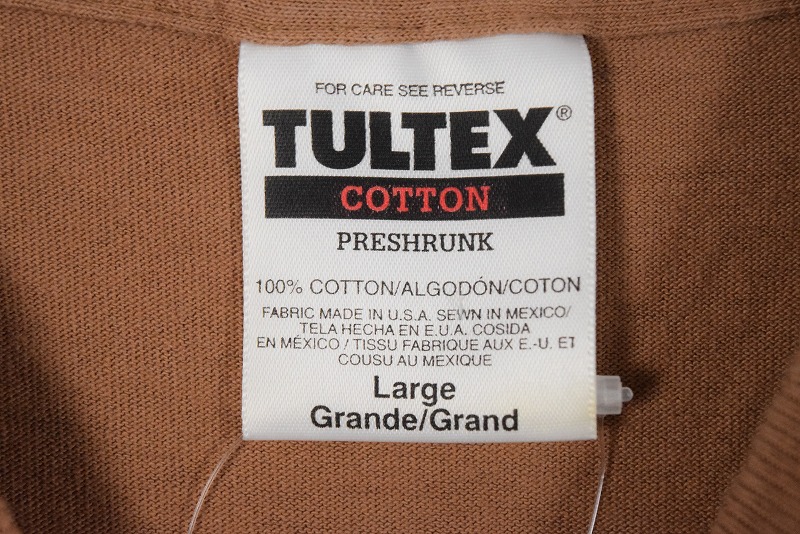 FOR CARE SEE REVERSE
TULTEX®
COTTON
PRESHRUNK
100% COTTON/ALGODÓN/COTON
FABRIC MADE IN U.S.A. SEWN IN MEXICO/
TELA HECHA EN E.U.A. COSIDA
EN MÉXICO / TISSU FABRIQUE AUX E.-U. ET
COUSU AU MEXIQUE
Large
Grande/Grand